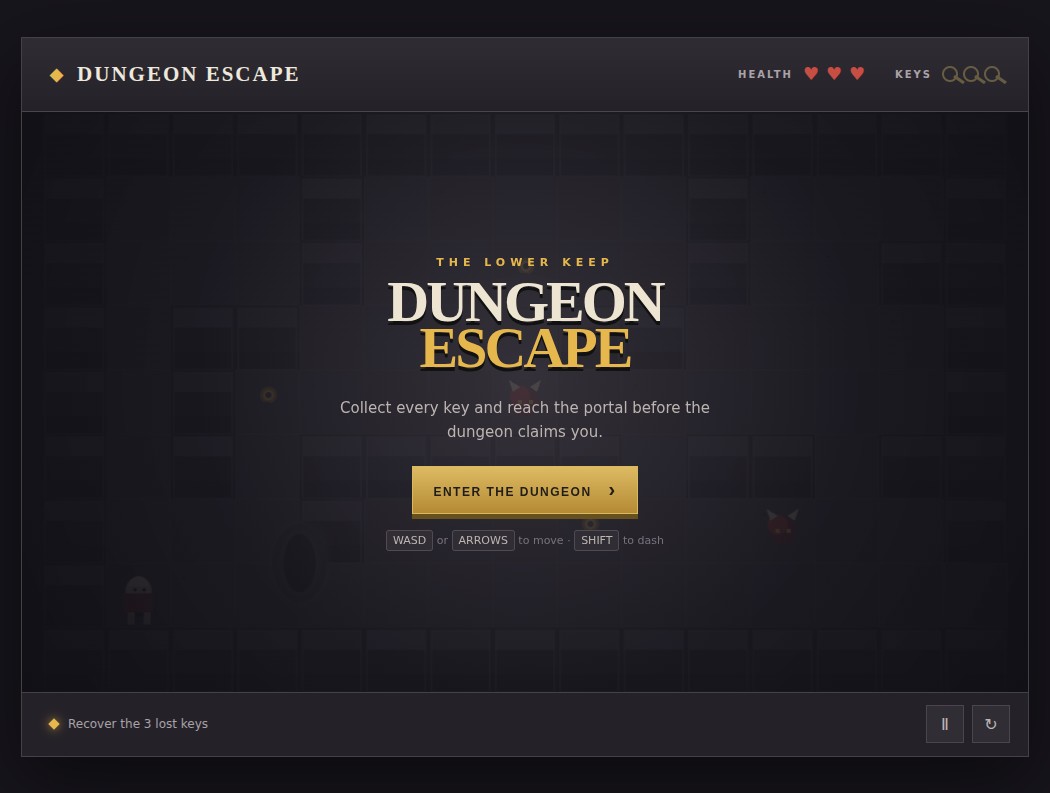 DUNGEON ESCAPE
HEALTH
KEYS
THE LOWER KEEP
DUNGEON
ESCAPE
Collect every key and reach the portal before the
dungeon claims you.
ENTER THE DUNGEON ›
WASD or ARROWS to move · SHIFT to dash
Recover the 3 lost keys